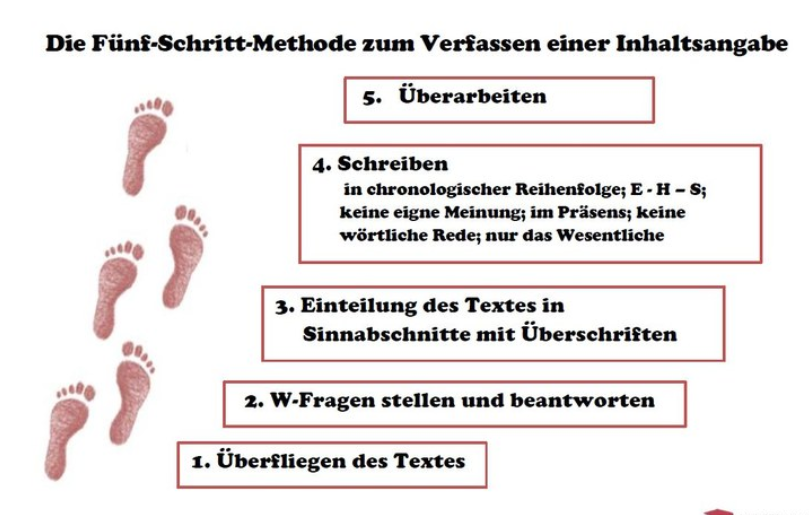 Die Fünf-Schritt-Methode zum Verfassen einer Inhaltsangabe
5. Überarbeiten
4. Schreiben
in chronologischer Reihenfolge; E - H – S;
keine eigne Meinung; im Präsens; keine
wörtliche Rede; nur das Wesentliche
3. Einteilung des Textes in
Sinnabschnitte mit Überschriften
2. W-Fragen stellen und beantworten
1. Überfliegen des Textes